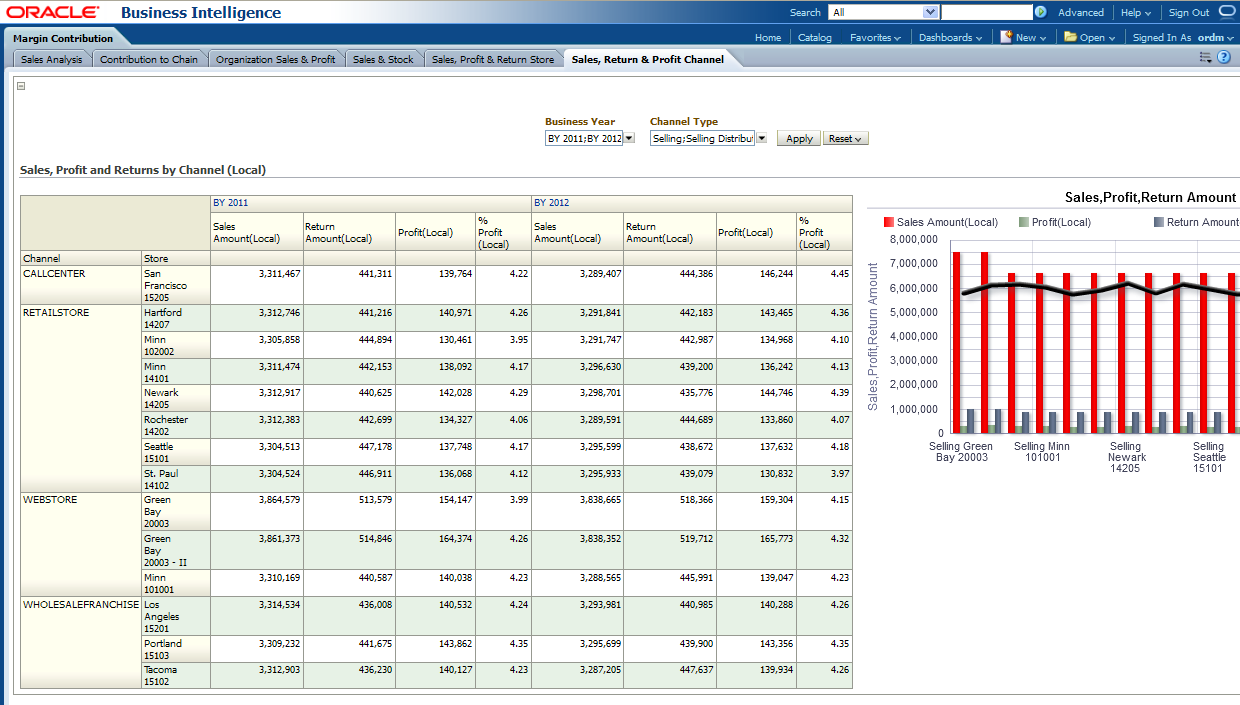 ORACLE Business Intelligence Search All Advanced Help Sign Out
Margin Contribution Home Catalog Favorites Dashboards New Open Signed In As ordm
Sales Analysis Contribution to Chain Organization Sales & Profit Sales & Stock Sales, Profit & Return Store Sales, Return & Profit Channel
Business Year Channel Type
BY 2011;BY 2012 Selling;Selling Distribut Apply Reset
Sales, Profit and Returns by Channel (Local)
BY 2011 BY 2012
Sales Amount(Local) Return Amount(Local) Profit(Local) % Profit (Local) Sales Amount(Local) Return Amount(Local) Profit(Local) % Profit (Local)
Channel Store
CALLCENTER San Francisco 15205 3,311,467 441,311 139,764 4.22 3,289,407 444,386 146,244 4.45
RETAILSTORE Hartford 14207 3,312,746 441,216 140,971 4.26 3,291,841 442,183 143,465 4.36
Minn 102002 3,305,858 444,894 130,461 3.95 3,291,747 442,987 134,968 4.10
Minn 14101 3,311,474 442,153 138,092 4.17 3,296,630 439,200 136,242 4.13
Newark 14205 3,312,917 440,625 142,028 4.29 3,298,701 435,776 144,746 4.39
Rochester 14202 3,312,383 442,699 134,327 4.06 3,289,591 444,689 133,860 4.07
Seattle 15101 3,304,513 447,178 137,748 4.17 3,295,599 438,672 137,632 4.18
St. Paul 14102 3,304,524 446,911 136,068 4.12 3,295,933 439,079 130,832 3.97
WEBSTORE Green Bay 20003 3,864,579 513,579 154,147 3.99 3,838,665 518,366 159,304 4.15
Green Bay 20003 - II 3,861,373 514,846 164,374 4.26 3,838,352 519,712 165,773 4.32
Minn 101001 3,310,169 440,587 140,038 4.23 3,288,565 445,991 139,047 4.23
WHOLESALEFRANCHISE Los Angeles 15201 3,314,534 436,008 140,532 4.24 3,293,981 440,985 140,288 4.26
Portland 15103 3,309,232 441,675 143,862 4.35 3,295,699 439,900 143,356 4.35
Tacoma 15102 3,312,903 436,230 140,127 4.23 3,287,205 447,637 139,934 4.26
Sales,Profit,Return Amount
Sales Amount(Local) Profit(Local) Return Amount
Sales,Profit,Return Amount
8,000,000
7,000,000
6,000,000
5,000,000
4,000,000
3,000,000
2,000,000
1,000,000
0
Selling Green Bay 20003 Selling Minn 101001 Selling Newark 14205 Selling Seattle 15101